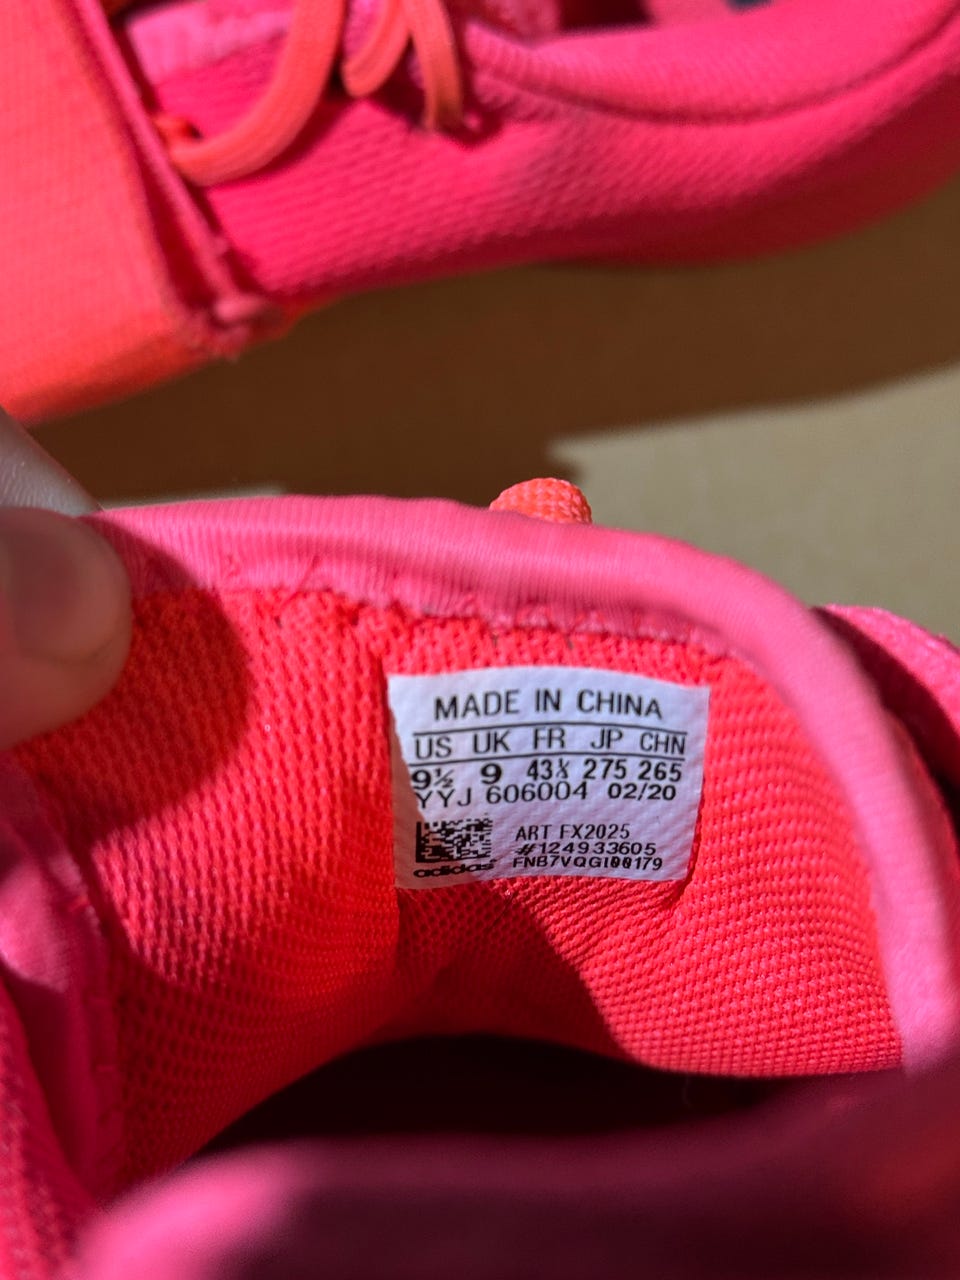 MADE IN CHINA
US UK FR JP CHN
9½ 9 43⅓ 275 265
YYJ 606004 02/20
ART FX2025
#124933605
FNB7VQGI00179
adidas